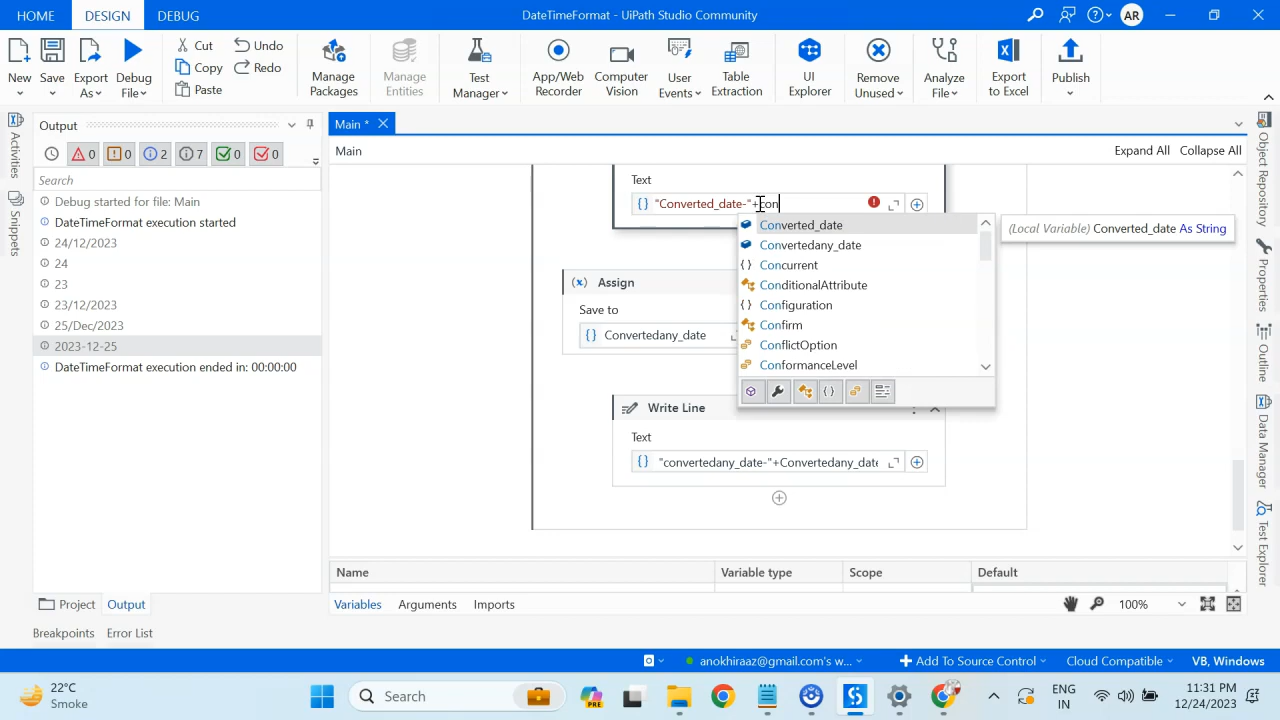 HOME DESIGN DEBUG DateTimeFormat - UiPath Studio Community AR
New Save Export As Debug File Cut Copy Paste Undo Redo Manage Packages Manage Entities Test Manager App/Web Recorder Computer Vision User Events Table Extraction UI Explorer Remove Unused Analyze File Export to Excel Publish
Output
Main *
Main Expand All Collapse All
0 0 2 7 0 0
Search
Debug started for file: Main
DateTimeFormat execution started
24/12/2023
24
23
23/12/2023
25/Dec/2023
2023-12-25
DateTimeFormat execution ended in: 00:00:00
Activities
Snippets
Text
"Converted_date-"+con
Converted_date
Convertedany_date
Concurrent
ConditionalAttribute
Configuration
Confirm
ConflictOption
ConformanceLevel
(Local Variable) Converted_date As String
Assign
Save to
Convertedany_date
Write Line
Text
"convertedany_date-"+Convertedany_date
Object Repository
Properties
Outline
Data Manager
Test Explorer
Name Variable type Scope Default
Variables Arguments Imports 100%
Project Output
Breakpoints Error List
anokhiraaz@gmail.com's w... Add To Source Control Cloud Compatible VB, Windows
22°C
Smoke
Search
PRE
ENG
IN
11:31 PM
12/24/2023